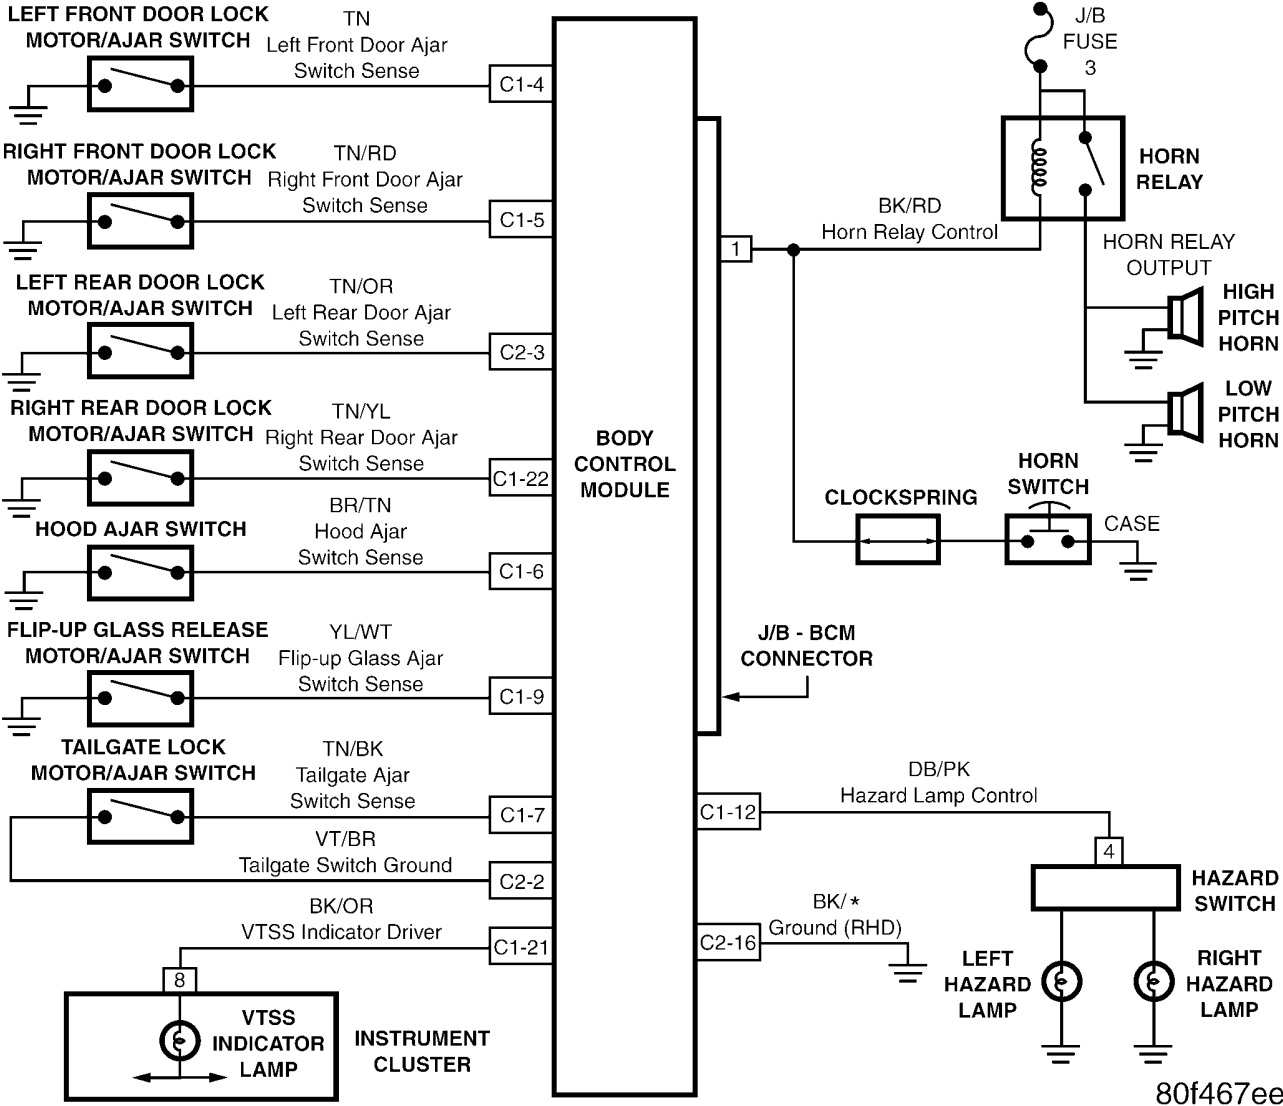 LEFT FRONT DOOR LOCK
MOTOR/AJAR SWITCH
TN
Left Front Door Ajar
Switch Sense
C1-4
RIGHT FRONT DOOR LOCK
MOTOR/AJAR SWITCH
TN/RD
Right Front Door Ajar
Switch Sense
C1-5
LEFT REAR DOOR LOCK
MOTOR/AJAR SWITCH
TN/OR
Left Rear Door Ajar
Switch Sense
C2-3
RIGHT REAR DOOR LOCK
MOTOR/AJAR SWITCH
TN/YL
Right Rear Door Ajar
Switch Sense
C1-22
HOOD AJAR SWITCH
BR/TN
Hood Ajar
Switch Sense
C1-6
FLIP-UP GLASS RELEASE
MOTOR/AJAR SWITCH
YL/WT
Flip-up Glass Ajar
Switch Sense
C1-9
TAILGATE LOCK
MOTOR/AJAR SWITCH
TN/BK
Tailgate Ajar
Switch Sense
C1-7
VT/BR
Tailgate Switch Ground
C2-2
BK/OR
VTSS Indicator Driver
C1-21
8
VTSS
INDICATOR
LAMP
INSTRUMENT
CLUSTER
BODY
CONTROL
MODULE
J/B
FUSE
3
HORN
RELAY
1
BK/RD
Horn Relay Control
HORN RELAY
OUTPUT
HIGH
PITCH
HORN
LOW
PITCH
HORN
CLOCKSPRING
HORN
SWITCH
CASE
J/B - BCM
CONNECTOR
C1-12
DB/PK
Hazard Lamp Control
4
HAZARD
SWITCH
C2-16
BK/*
Ground (RHD)
LEFT
HAZARD
LAMP
RIGHT
HAZARD
LAMP
80f467ee